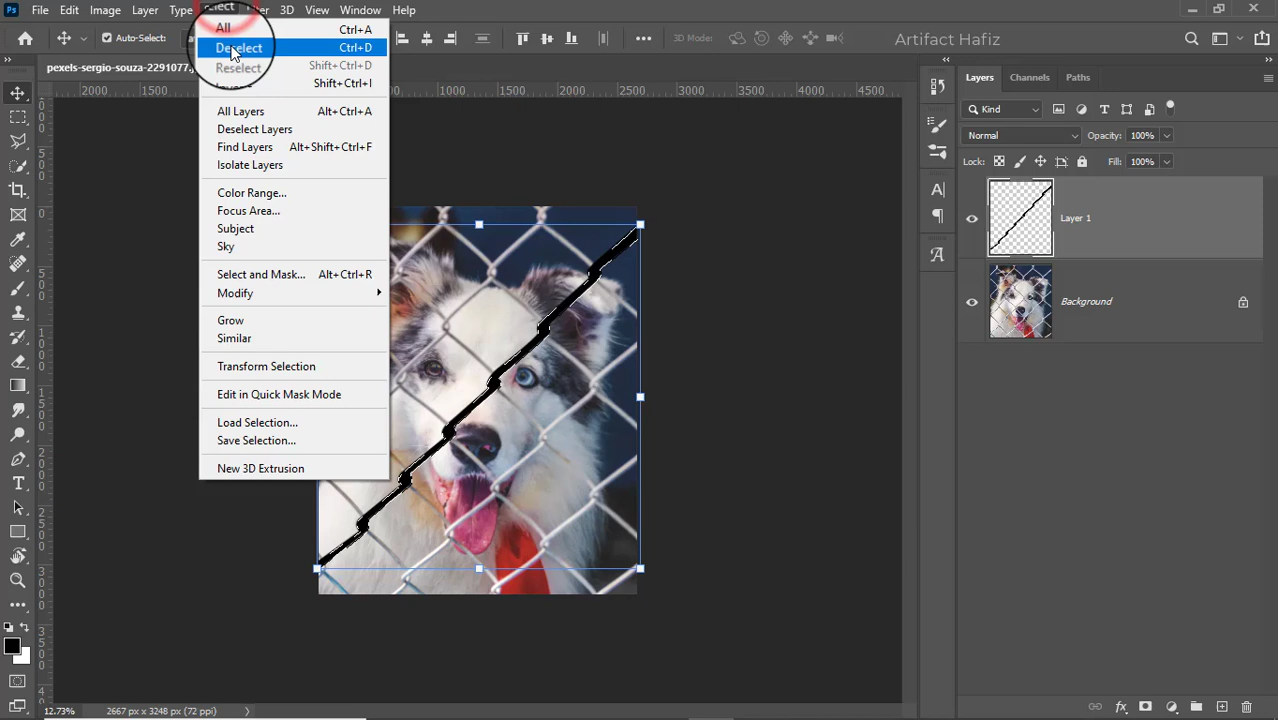 Ps File Edit Image Layer Type Select Filter 3D View Window Help
Auto-Select: 3D Mode: Artifact Hafiz
pexels-sergio-souza-2291077.j
2000 1000 1500 2000 2500 3000 3500 4000 4500
All Ctrl+A
Deselect Ctrl+D
Reselect Shift+Ctrl+D
Shift+Ctrl+I
All Layers Alt+Ctrl+A
Deselect Layers
Find Layers Alt+Shift+Ctrl+F
Isolate Layers
Color Range...
Focus Area...
Subject
Sky
Select and Mask... Alt+Ctrl+R
Modify
Grow
Similar
Transform Selection
Edit in Quick Mask Mode
Load Selection...
Save Selection...
New 3D Extrusion
Layers Channels Paths
Kind
Normal Opacity: 100%
Lock: Fill: 100%
Layer 1
Background
12.73% 2667 px x 3248 px (72 ppi)